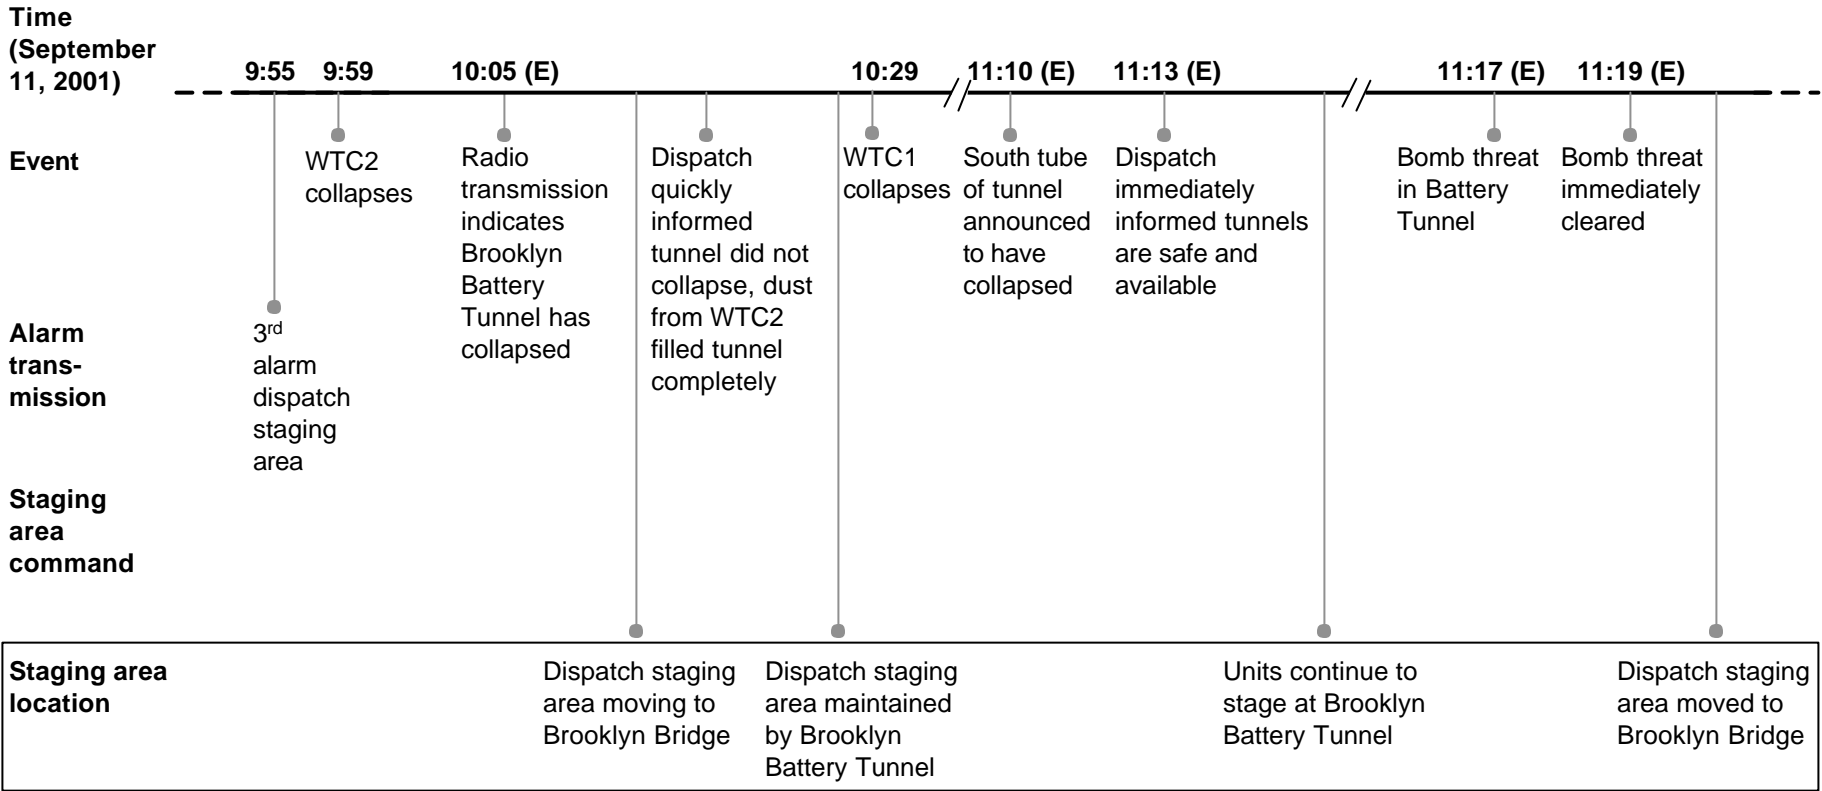 Time
(September
11, 2001)
9:55
9:59
10:05 (E)
10:29
11:10 (E)
11:13 (E)
11:17 (E)
11:19 (E)
Event
WTC2
collapses
Radio
transmission
indicates
Brooklyn
Battery
Tunnel has
collapsed
Dispatch
quickly
informed
tunnel did not
collapse, dust
from WTC2
filled tunnel
completely
WTC1
collapses
South tube
of tunnel
announced
to have
collapsed
Dispatch
immediately
informed tunnels
are safe and
available
Bomb threat
in Battery
Tunnel
Bomb threat
immediately
cleared
Alarm
trans-
mission
3rd
alarm
dispatch
staging
area
Staging
area
command
Staging area
location
Dispatch staging
area moving to
Brooklyn Bridge
Dispatch staging
area maintained
by Brooklyn
Battery Tunnel
Units continue to
stage at Brooklyn
Battery Tunnel
Dispatch staging
area moved to
Brooklyn Bridge